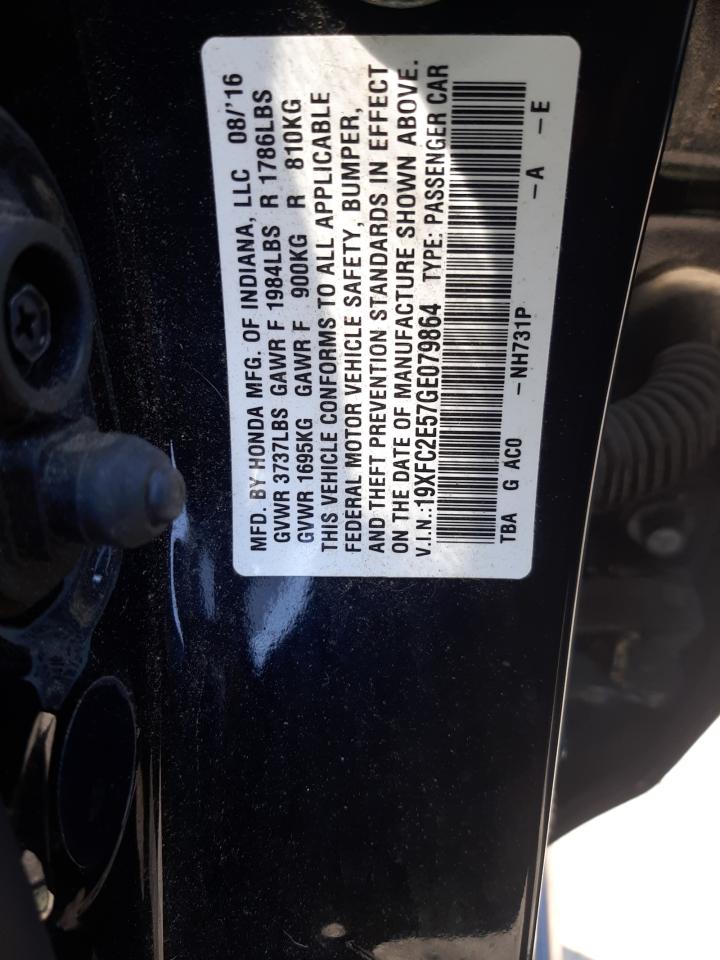 MFD. BY HONDA MFG. OF INDIANA, LLC 08/'16
GVWR 3737LBS GAWR F 1984LBS R 1786LBS
GVWR 1695KG GAWR F 900KG R 810KG
THIS VEHICLE CONFORMS TO ALL APPLICABLE
FEDERAL MOTOR VEHICLE SAFETY, BUMPER,
AND THEFT PREVENTION STANDARDS IN EFFECT
ON THE DATE OF MANUFACTURE SHOWN ABOVE.
V.I.N.:19XFC2E57GE079864 TYPE: PASSENGER CAR
TBA G AC0 -NH731P -A -E